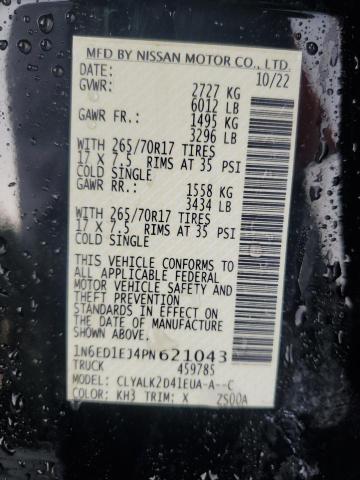 MFD BY NISSAN MOTOR CO., LTD.
DATE: 10/22
GVWR: 2727 KG
6012 LB
GAWR FR.: 1495 KG
3296 LB
WITH 265/70R17 TIRES
17 X 7.5 RIMS AT 35 PSI
COLD SINGLE
GAWR RR.: 1558 KG
3434 LB
WITH 265/70R17 TIRES
17 X 7.5 RIMS AT 35 PSI
COLD SINGLE
THIS VEHICLE CONFORMS TO
ALL APPLICABLE FEDERAL
MOTOR VEHICLE SAFETY AND
THEFT PREVENTION
STANDARDS IN EFFECT ON
THE DATE OF MANUFACTURE
SHOWN ABOVE.
1N6ED1EJ4PN621043
TRUCK 459785
MODEL: CLYALK2D41EUA-A--C
COLOR: KH3 TRIM: X 2S00A